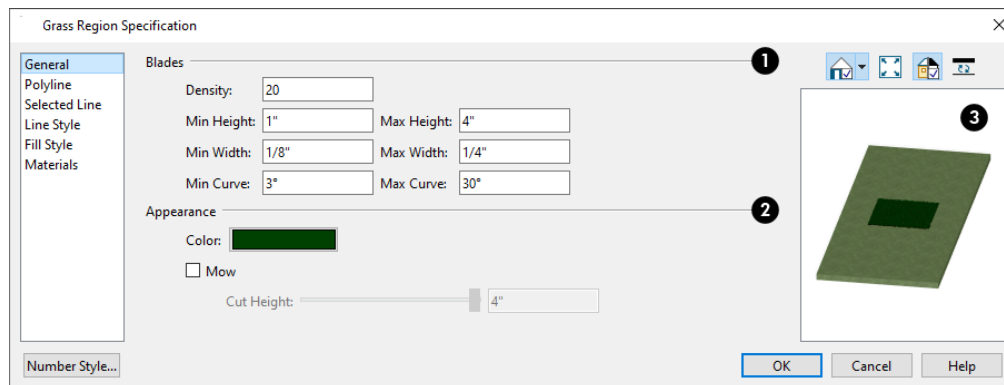 Grass Region Specification
General
Polyline
Selected Line
Line Style
Fill Style
Materials
Blades
1
Density: 20
Min Height: 1" Max Height: 4"
Min Width: 1/8" Max Width: 1/4"
Min Curve: 3° Max Curve: 30°
Appearance
2
Color:
Mow
Cut Height: 4"
3
Number Style...
OK Cancel Help